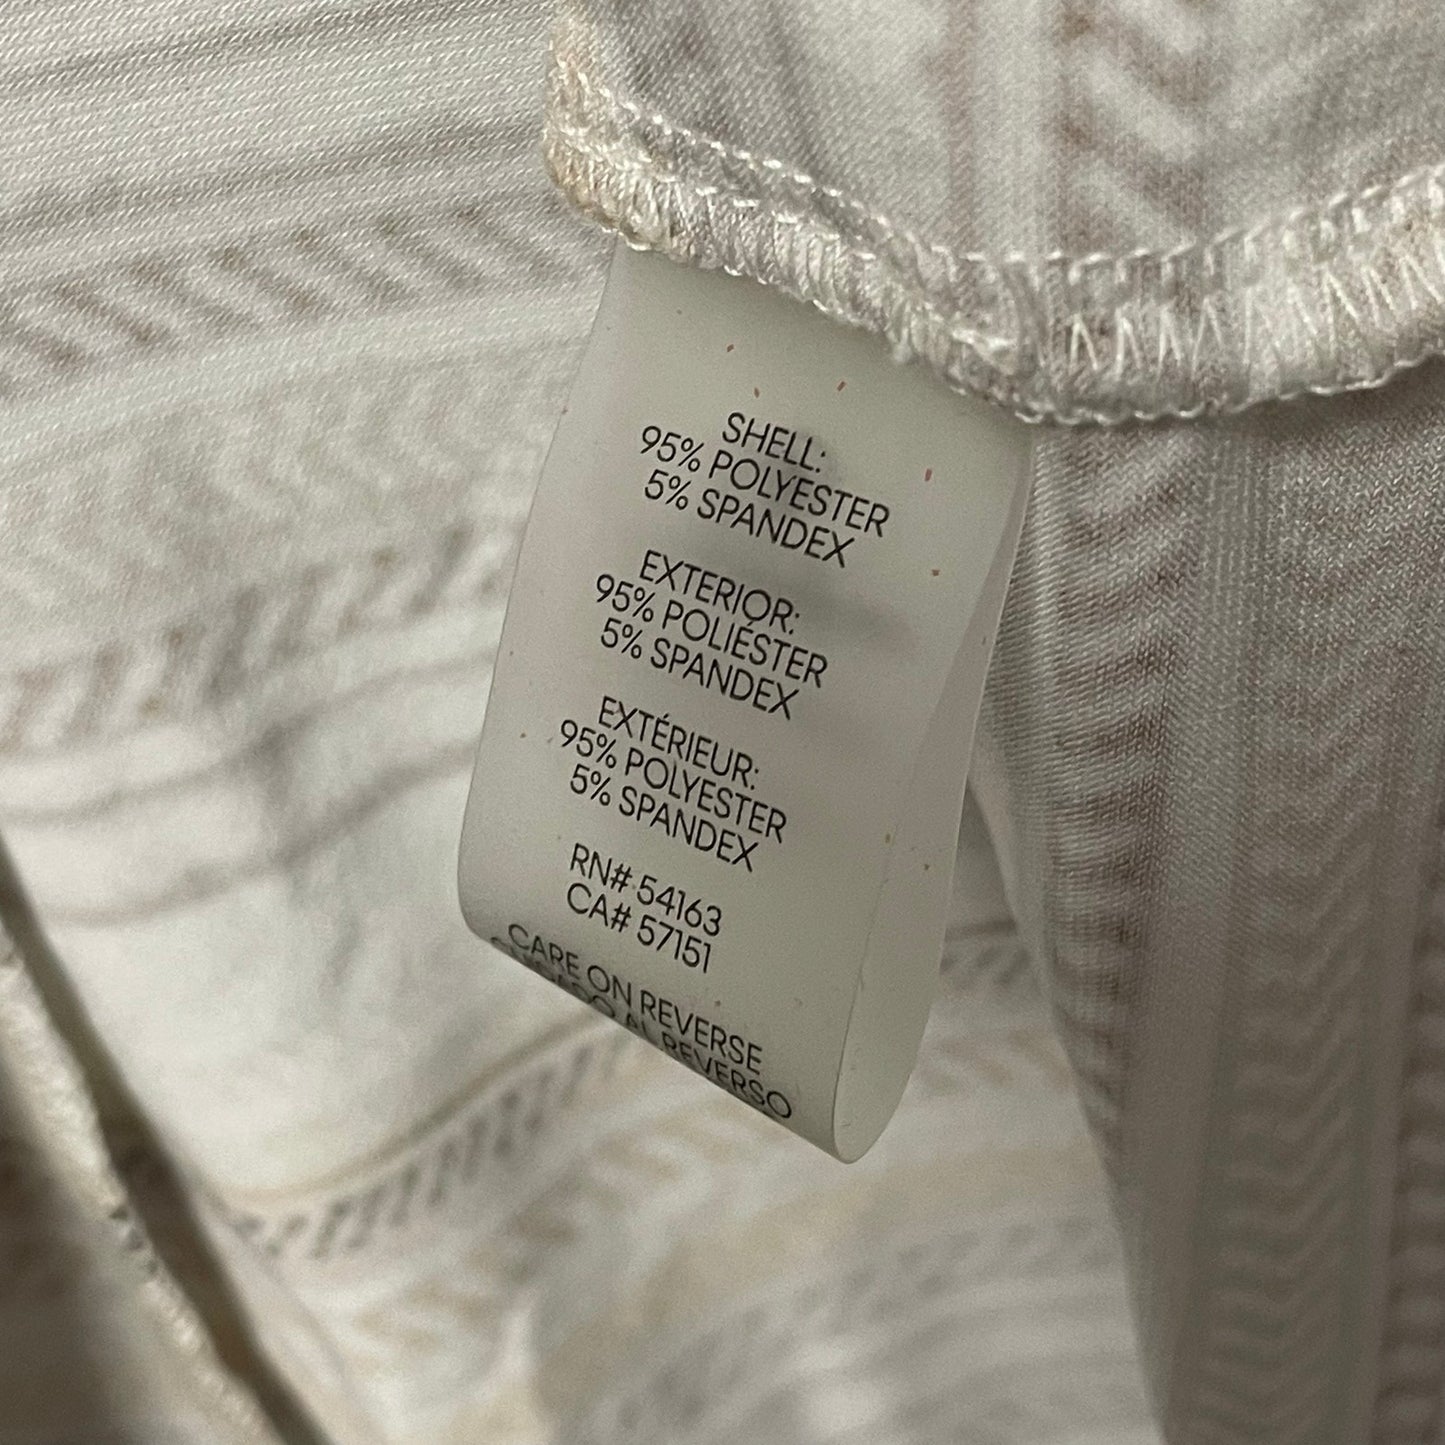 SHELL:
95% POLYESTER
5% SPANDEX
EXTERIOR:
95% POLIÉSTER
5% SPANDEX
EXTÉRIEUR:
95% POLYESTER
5% SPANDEX
RN# 54163
CA# 57151
CARE ON REVERSE
CUIDADO AL REVERSO